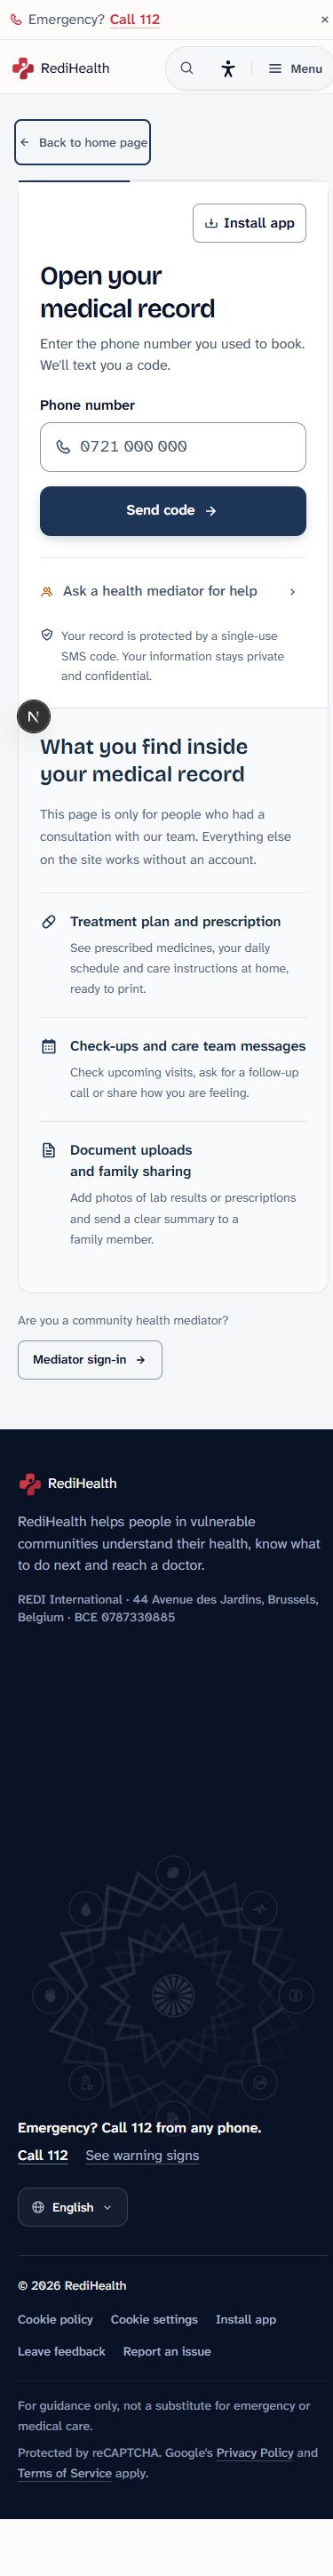 Emergency? Call 112 ×
RediHealth
Menu
← Back to home page
Install app
Open your
medical record
Enter the phone number you used to book.
We'll text you a code.
Phone number
0721 000 000
Send code →
Ask a health mediator for help ›
Your record is protected by a single-use
SMS code. Your information stays private
and confidential.
N
What you find inside
your medical record
This page is only for people who had a
consultation with our team. Everything else
on the site works without an account.
Treatment plan and prescription
See prescribed medicines, your daily
schedule and care instructions at home,
ready to print.
Check-ups and care team messages
Check upcoming visits, ask for a follow-up
call or share how you are feeling.
Document uploads
and family sharing
Add photos of lab results or prescriptions
and send a clear summary to a
family member.
Are you a community health mediator?
Mediator sign-in →
RediHealth
RediHealth helps people in vulnerable
communities understand their health, know what
to do next and reach a doctor.
REDI International · 44 Avenue des Jardins, Brussels,
Belgium · BCE 0787330885
Emergency? Call 112 from any phone.
Call 112 See warning signs
English
© 2026 RediHealth
Cookie policy Cookie settings Install app
Leave feedback Report an issue
For guidance only, not a substitute for emergency or
medical care.
Protected by reCAPTCHA. Google's Privacy Policy and
Terms of Service apply.